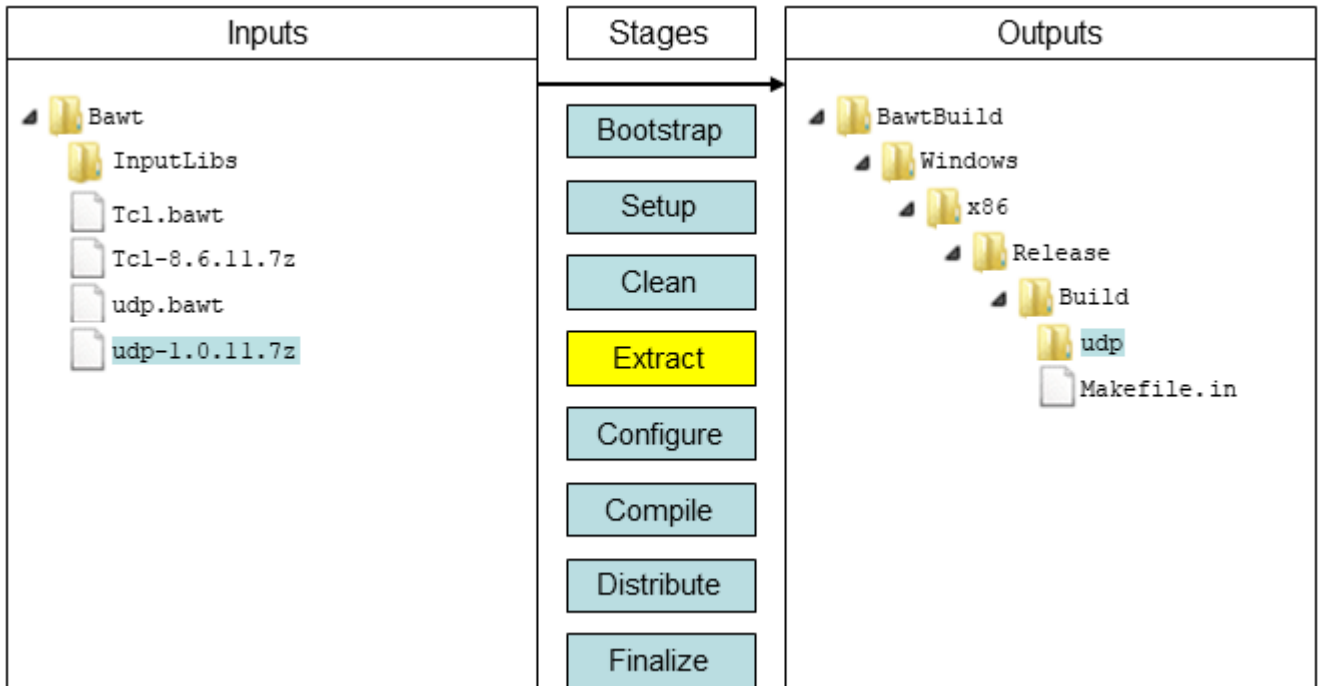 Inputs
Stages
Outputs
Bawt
InputLibs
Tcl.bawt
Tcl-8.6.11.7z
udp.bawt
udp-1.0.11.7z
Bootstrap
Setup
Clean
Extract
Configure
Compile
Distribute
Finalize
BawtBuild
Windows
x86
Release
Build
udp
Makefile.in